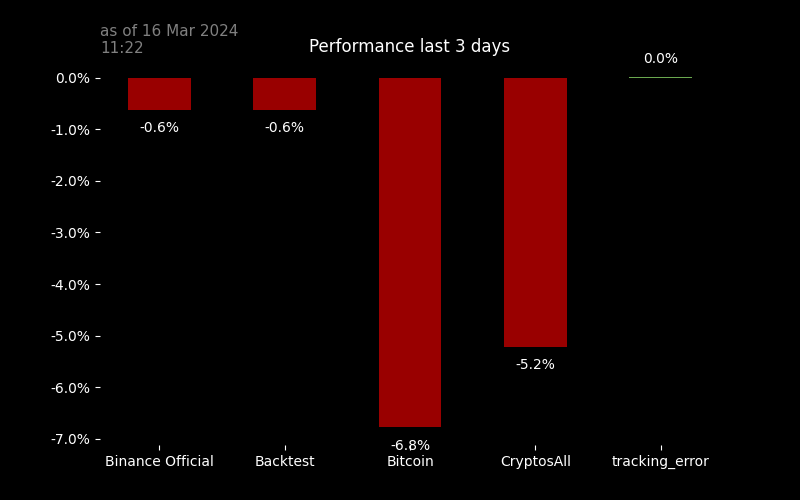 as of 16 Mar 2024
11:22
Performance last 3 days
0.0%
0.0%
-1.0%
-2.0%
-3.0%
-4.0%
-5.0%
-6.0%
-7.0%
-0.6%
-0.6%
-6.8%
-5.2%
Binance Official
Backtest
Bitcoin
CryptosAll
tracking_error